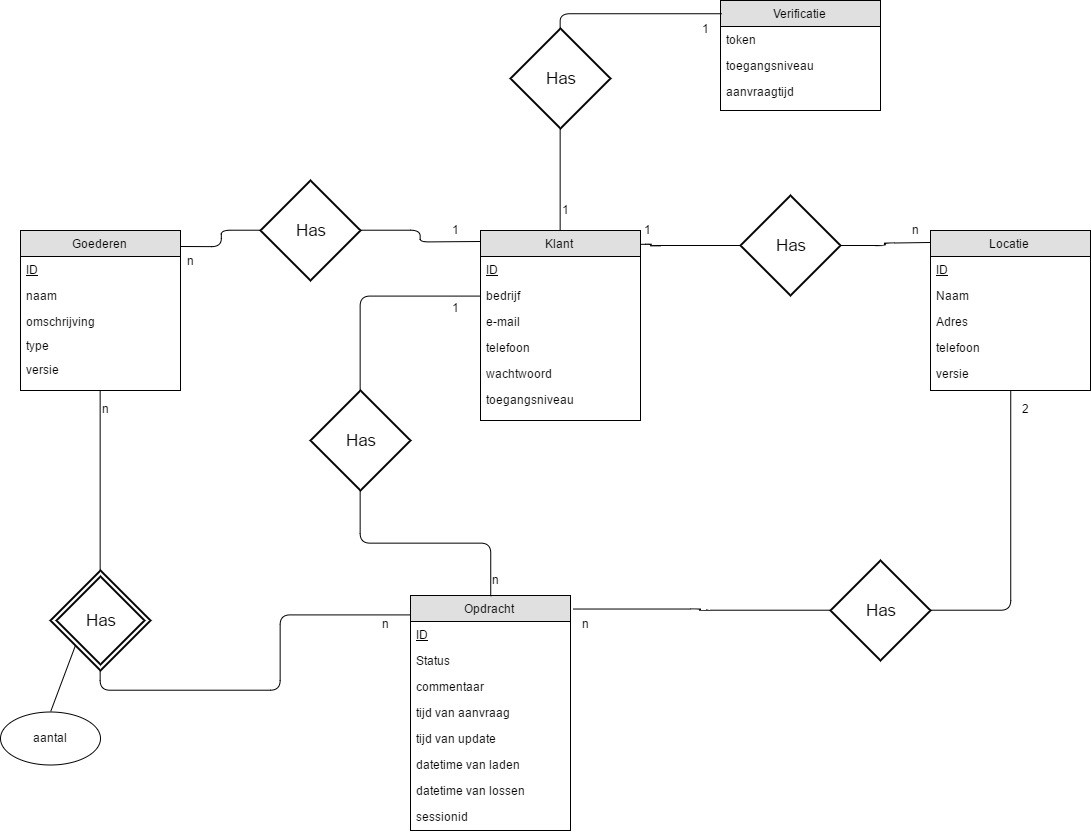 Verificatie
token
toegangsniveau
aanvraagtijd
1
Has
1
Goederen
ID
naam
omschrijving
type
versie
n
Has
1
Klant
ID
bedrijf
e-mail
telefoon
wachtwoord
toegangsniveau
1
Has
n
Locatie
ID
Naam
Adres
telefoon
versie
1
Has
n
n
Has
aantal
n
Opdracht
ID
Status
commentaar
tijd van aanvraag
tijd van update
datetime van laden
datetime van lossen
sessionid
n
Has
2